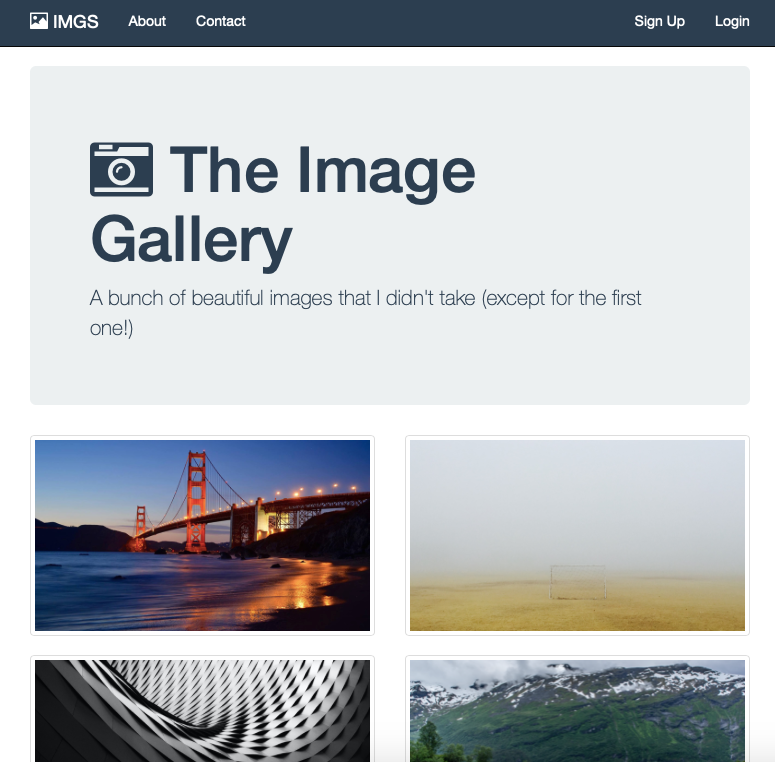 IMGS About Contact Sign Up Login
The Image
Gallery
A bunch of beautiful images that I didn't take (except for the first
one!)